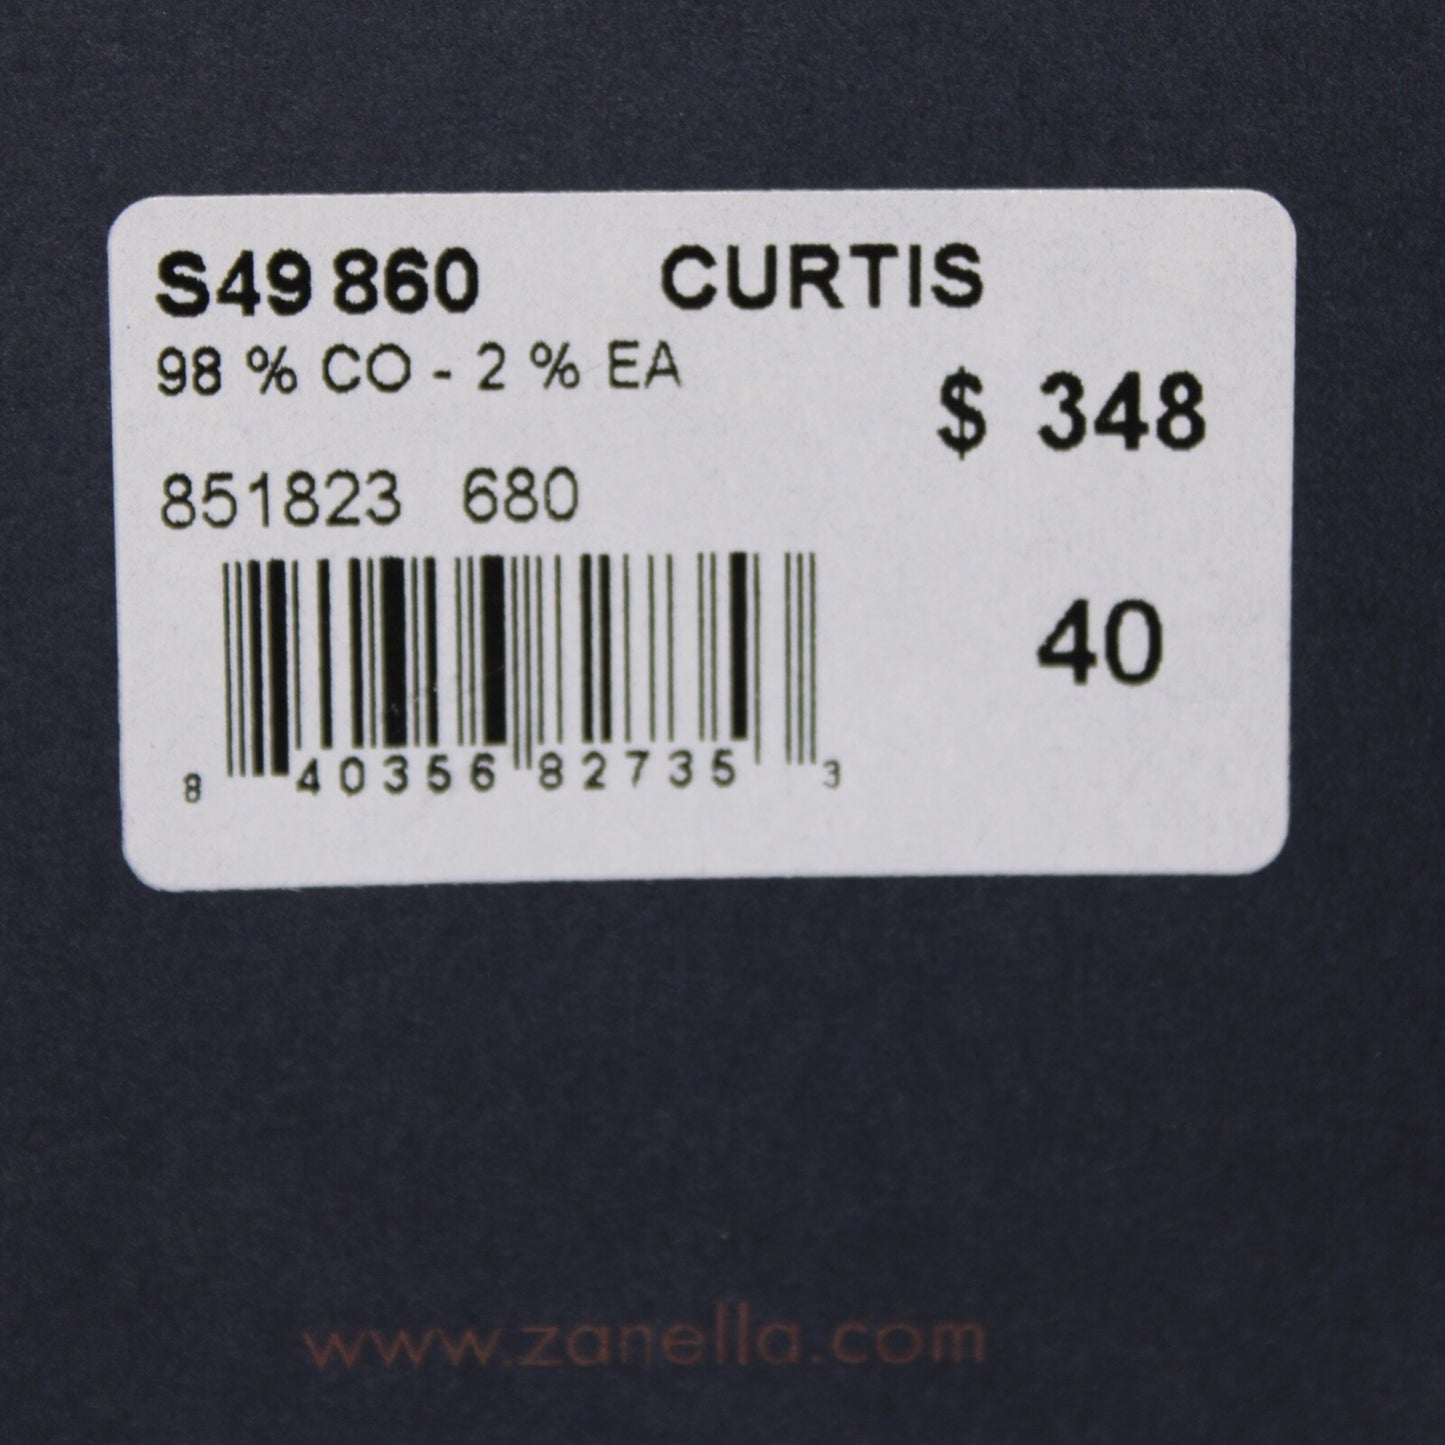 S49 860 CURTIS
98 % CO - 2 % EA
$ 348
851823 680
40
8 40356 82735 3
www.zanella.com